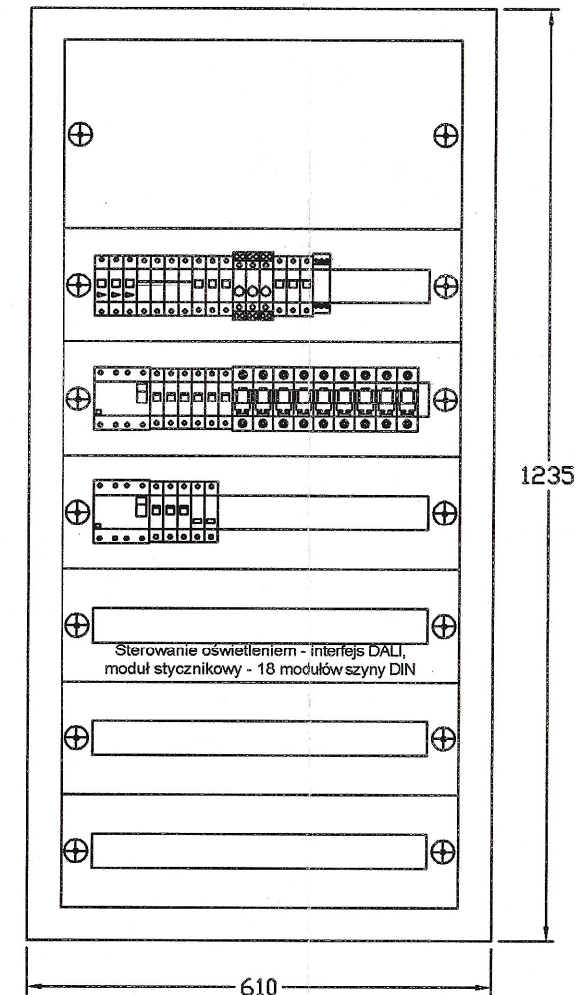 1235
Sterowanie oświetleniem - interfejs DALI,
moduł stycznikowy - 18 modułów szyny DIN
610